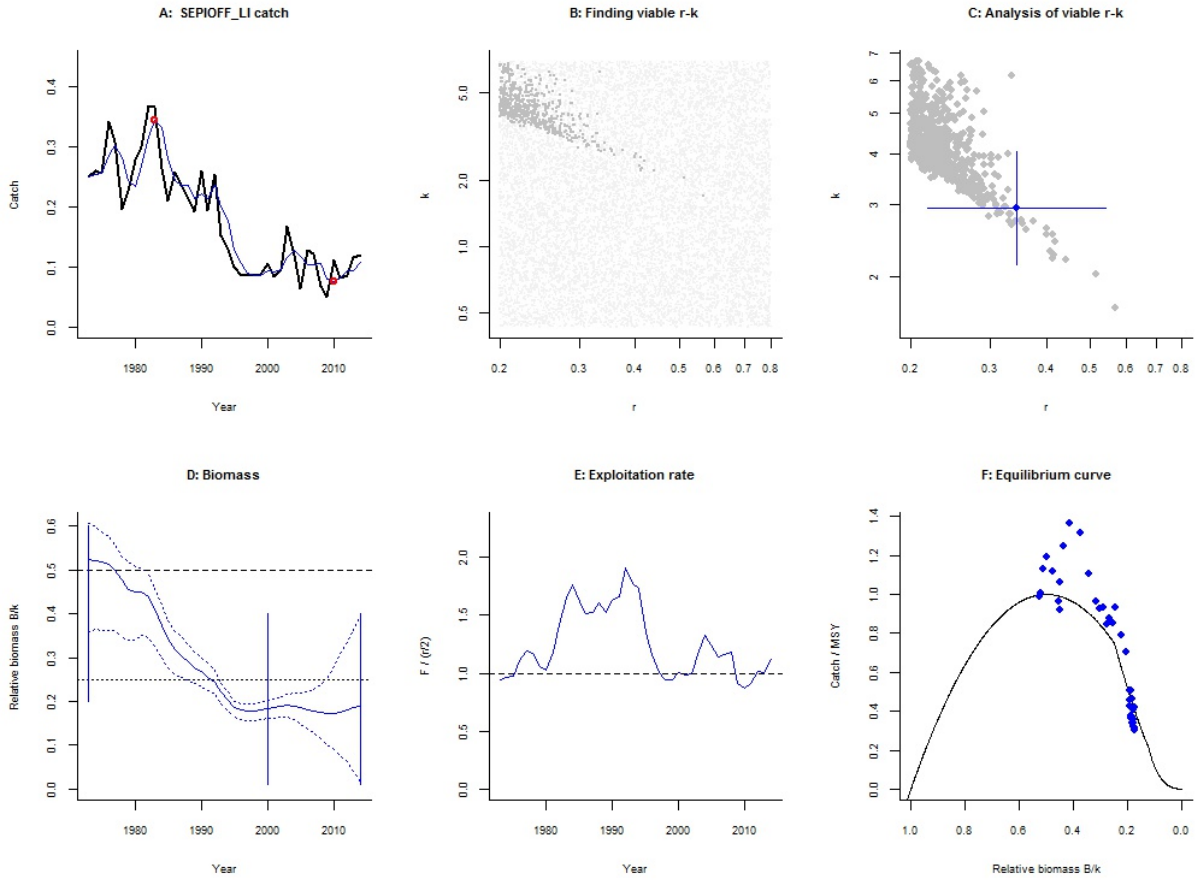 A: SEPIOFF_LI catch
Catch
0.4
0.3
0.2
0.1
0.0
1980 1990 2000 2010
Year
B: Finding viable r-k
k
5.0
2.0
1.0
0.5
0.2 0.3 0.4 0.5 0.6 0.7 0.8
r
C: Analysis of viable r-k
k
7
6
5
4
3
2
0.2 0.3 0.4 0.5 0.6 0.7 0.8
r
D: Biomass
Relative biomass B/k
0.6
0.5
0.4
0.3
0.2
0.1
0.0
1980 1990 2000 2010
Year
E: Exploitation rate
F / (r/2)
2.0
1.5
1.0
0.5
0.0
1980 1990 2000 2010
Year
F: Equilibrium curve
Catch / MSY
1.4
1.2
1.0
0.8
0.6
0.4
0.2
0.0
1.0 0.8 0.6 0.4 0.2 0.0
Relative biomass B/k